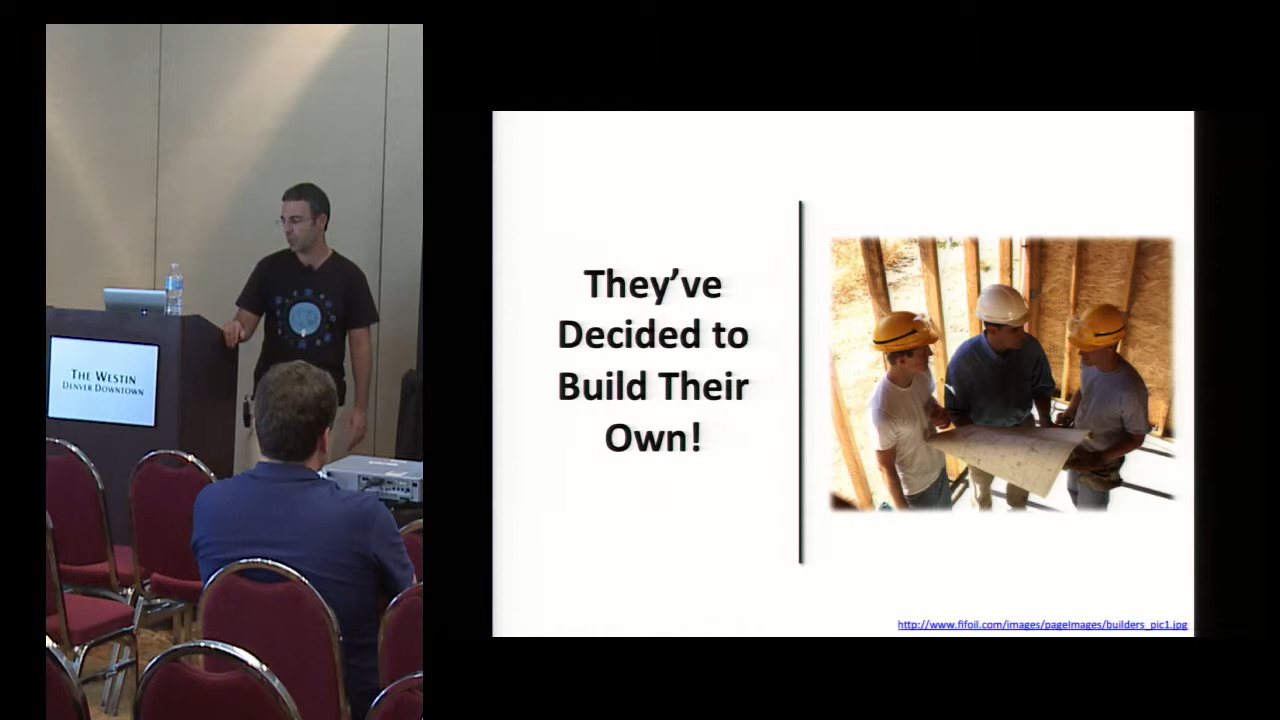 THE WESTIN
DENVER DOWNTOWN
They’ve
Decided to
Build Their
Own!
http://www.fifoil.com/images/pageImages/builders_pic1.jpg